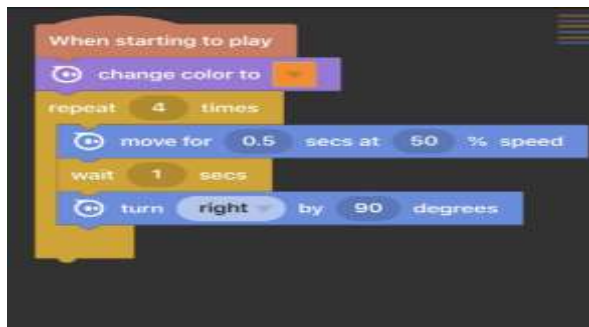 When starting to play
change color to
repeat 4 times
move for 0.5 secs at 50 % speed
wait 1 secs
turn right by 90 degrees